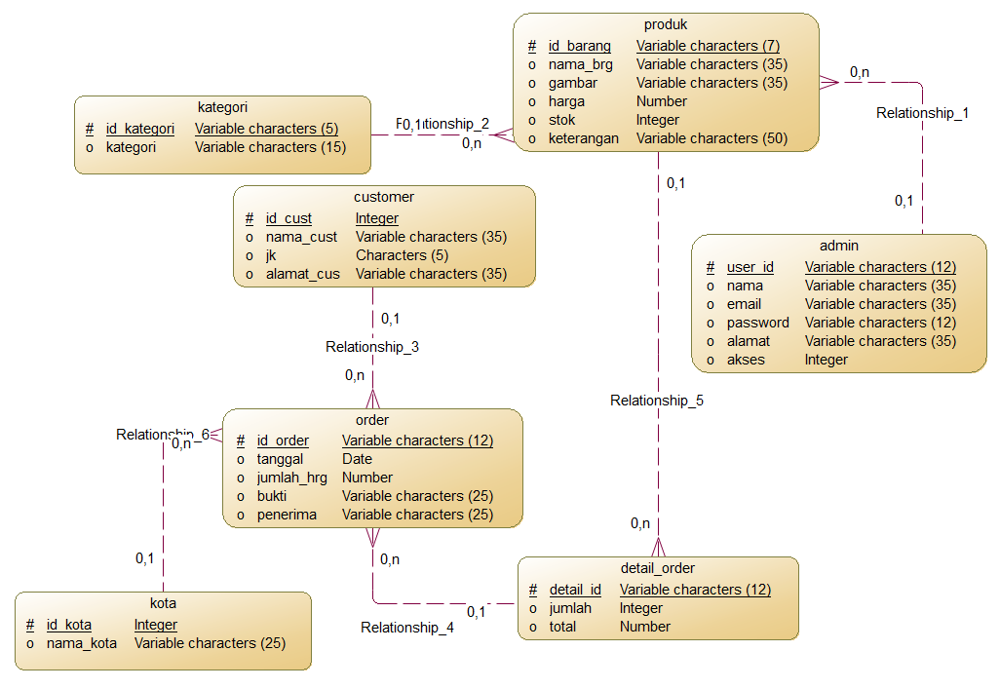 produk
# id_barang Variable characters (7)
o nama_brg Variable characters (35)
o gambar Variable characters (35)
o harga Number
o stok Integer
o keterangan Variable characters (50)
0,n
Relationship_1
0,1
kategori
# id_kategori Variable characters (5)
o kategori Variable characters (15)
0,1
tionship_2
0,n
customer
# id_cust Integer
o nama_cust Variable characters (35)
o jk Characters (5)
o alamat_cus Variable characters (35)
0,1
Relationship_3
0,n
admin
# user_id Variable characters (12)
o nama Variable characters (35)
o email Variable characters (35)
o password Variable characters (12)
o alamat Variable characters (35)
o akses Integer
0,1
Relationship_5
0,n
order
# id_order Variable characters (12)
o tanggal Date
o jumlah_hrg Number
o bukti Variable characters (25)
o penerima Variable characters (25)
Relationship_6
0,n
0,1
kota
# id_kota Integer
o nama_kota Variable characters (25)
0,n
0,1
Relationship_4
detail_order
# detail_id Variable characters (12)
o jumlah Integer
o total Number